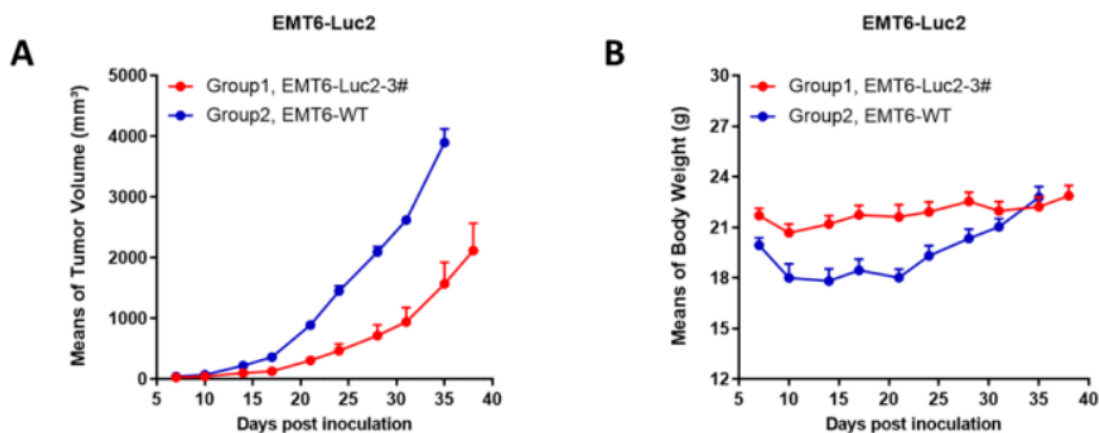 A
EMT6-Luc2
Means of Tumor Volume (mm³)
5000
4000
3000
2000
1000
0
Group1, EMT6-Luc2-3#
Group2, EMT6-WT
5 10 15 20 25 30 35 40
Days post inoculation
B
EMT6-Luc2
Means of Body Weight (g)
30
27
24
21
18
15
12
Group1, EMT6-Luc2-3#
Group2, EMT6-WT
5 10 15 20 25 30 35 40
Days post inoculation